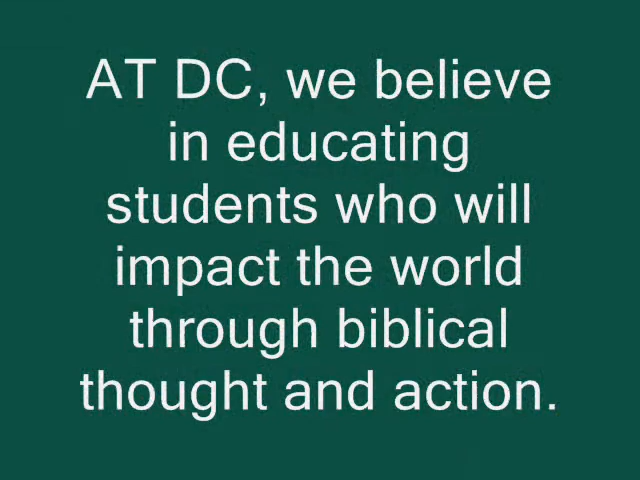 AT DC, we believe
in educating
students who will
impact the world
through biblical
thought and action.